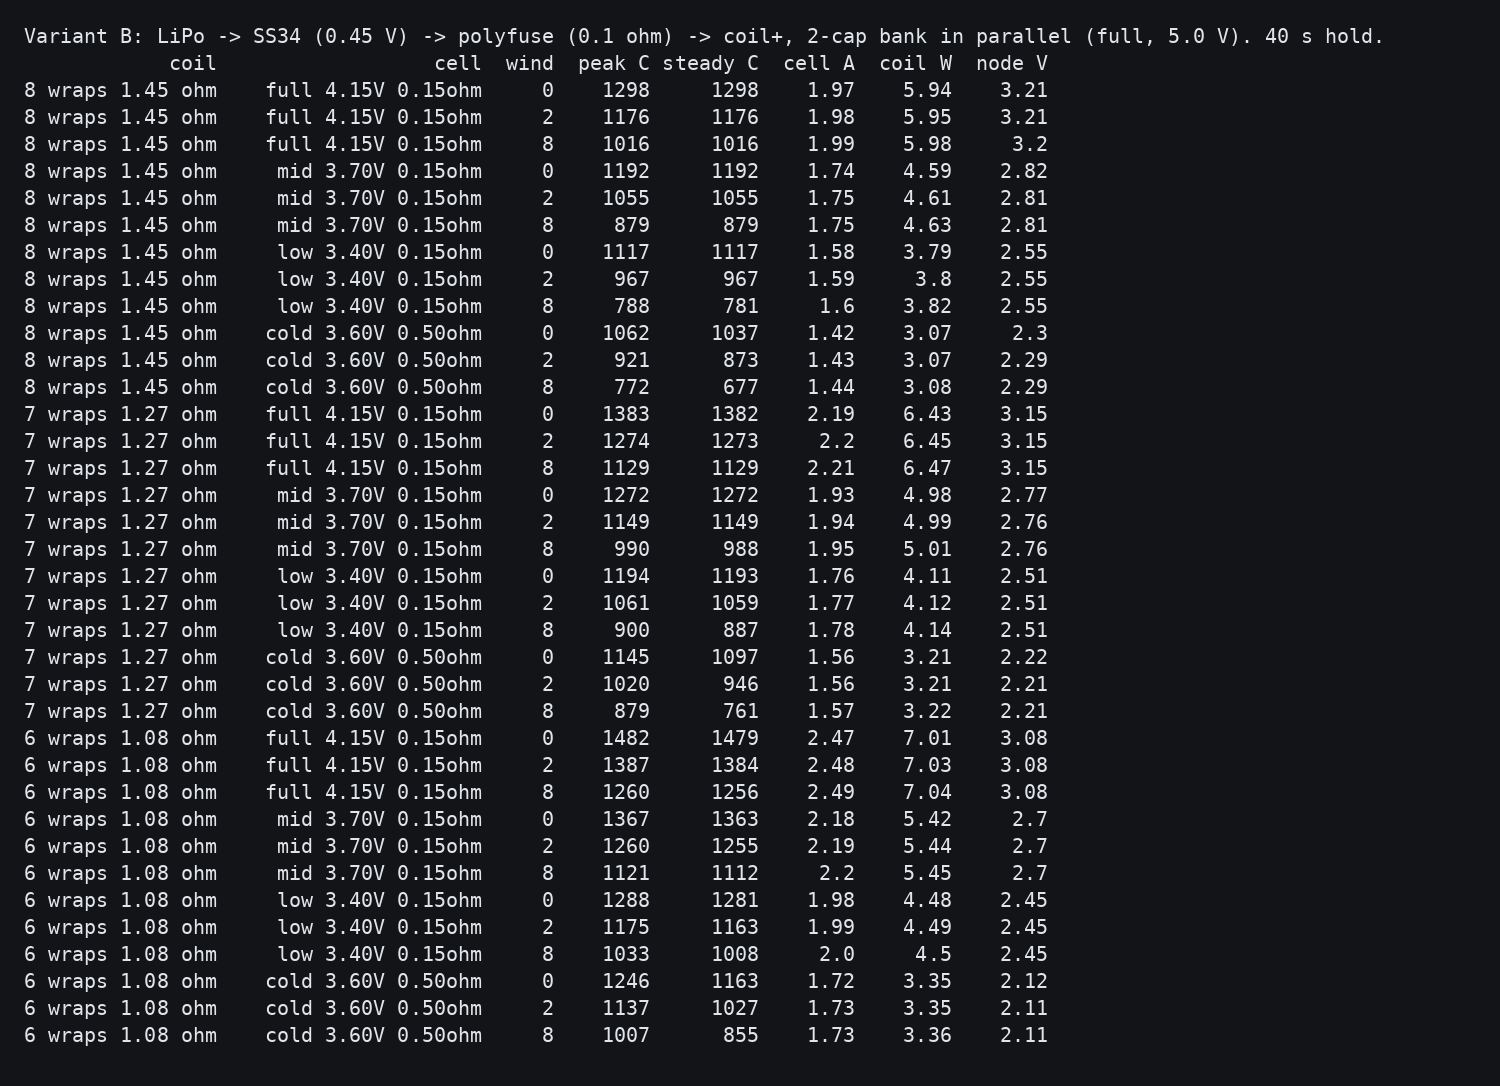 Variant B: LiPo -> SS34 (0.45 V) -> polyfuse (0.1 ohm) -> coil+, 2-cap bank in parallel (full, 5.0 V). 40 s hold.
            coil                  cell  wind  peak C steady C  cell A  coil W  node V
8 wraps 1.45 ohm    full 4.15V 0.15ohm     0    1298     1298    1.97    5.94    3.21
8 wraps 1.45 ohm    full 4.15V 0.15ohm     2    1176     1176    1.98    5.95    3.21
8 wraps 1.45 ohm    full 4.15V 0.15ohm     8    1016     1016    1.99    5.98     3.2
8 wraps 1.45 ohm     mid 3.70V 0.15ohm     0    1192     1192    1.74    4.59    2.82
8 wraps 1.45 ohm     mid 3.70V 0.15ohm     2    1055     1055    1.75    4.61    2.81
8 wraps 1.45 ohm     mid 3.70V 0.15ohm     8     879      879    1.75    4.63    2.81
8 wraps 1.45 ohm     low 3.40V 0.15ohm     0    1117     1117    1.58    3.79    2.55
8 wraps 1.45 ohm     low 3.40V 0.15ohm     2     967      967    1.59     3.8    2.55
8 wraps 1.45 ohm     low 3.40V 0.15ohm     8     788      781     1.6    3.82    2.55
8 wraps 1.45 ohm    cold 3.60V 0.50ohm     0    1062     1037    1.42    3.07     2.3
8 wraps 1.45 ohm    cold 3.60V 0.50ohm     2     921      873    1.43    3.07    2.29
8 wraps 1.45 ohm    cold 3.60V 0.50ohm     8     772      677    1.44    3.08    2.29
7 wraps 1.27 ohm    full 4.15V 0.15ohm     0    1383     1382    2.19    6.43    3.15
7 wraps 1.27 ohm    full 4.15V 0.15ohm     2    1274     1273     2.2    6.45    3.15
7 wraps 1.27 ohm    full 4.15V 0.15ohm     8    1129     1129    2.21    6.47    3.15
7 wraps 1.27 ohm     mid 3.70V 0.15ohm     0    1272     1272    1.93    4.98    2.77
7 wraps 1.27 ohm     mid 3.70V 0.15ohm     2    1149     1149    1.94    4.99    2.76
7 wraps 1.27 ohm     mid 3.70V 0.15ohm     8     990      988    1.95    5.01    2.76
7 wraps 1.27 ohm     low 3.40V 0.15ohm     0    1194     1193    1.76    4.11    2.51
7 wraps 1.27 ohm     low 3.40V 0.15ohm     2    1061     1059    1.77    4.12    2.51
7 wraps 1.27 ohm     low 3.40V 0.15ohm     8     900      887    1.78    4.14    2.51
7 wraps 1.27 ohm    cold 3.60V 0.50ohm     0    1145     1097    1.56    3.21    2.22
7 wraps 1.27 ohm    cold 3.60V 0.50ohm     2    1020      946    1.56    3.21    2.21
7 wraps 1.27 ohm    cold 3.60V 0.50ohm     8     879      761    1.57    3.22    2.21
6 wraps 1.08 ohm    full 4.15V 0.15ohm     0    1482     1479    2.47    7.01    3.08
6 wraps 1.08 ohm    full 4.15V 0.15ohm     2    1387     1384    2.48    7.03    3.08
6 wraps 1.08 ohm    full 4.15V 0.15ohm     8    1260     1256    2.49    7.04    3.08
6 wraps 1.08 ohm     mid 3.70V 0.15ohm     0    1367     1363    2.18    5.42     2.7
6 wraps 1.08 ohm     mid 3.70V 0.15ohm     2    1260     1255    2.19    5.44     2.7
6 wraps 1.08 ohm     mid 3.70V 0.15ohm     8    1121     1112     2.2    5.45     2.7
6 wraps 1.08 ohm     low 3.40V 0.15ohm     0    1288     1281    1.98    4.48    2.45
6 wraps 1.08 ohm     low 3.40V 0.15ohm     2    1175     1163    1.99    4.49    2.45
6 wraps 1.08 ohm     low 3.40V 0.15ohm     8    1033     1008     2.0     4.5    2.45
6 wraps 1.08 ohm    cold 3.60V 0.50ohm     0    1246     1163    1.72    3.35    2.12
6 wraps 1.08 ohm    cold 3.60V 0.50ohm     2    1137     1027    1.73    3.35    2.11
6 wraps 1.08 ohm    cold 3.60V 0.50ohm     8    1007      855    1.73    3.36    2.11